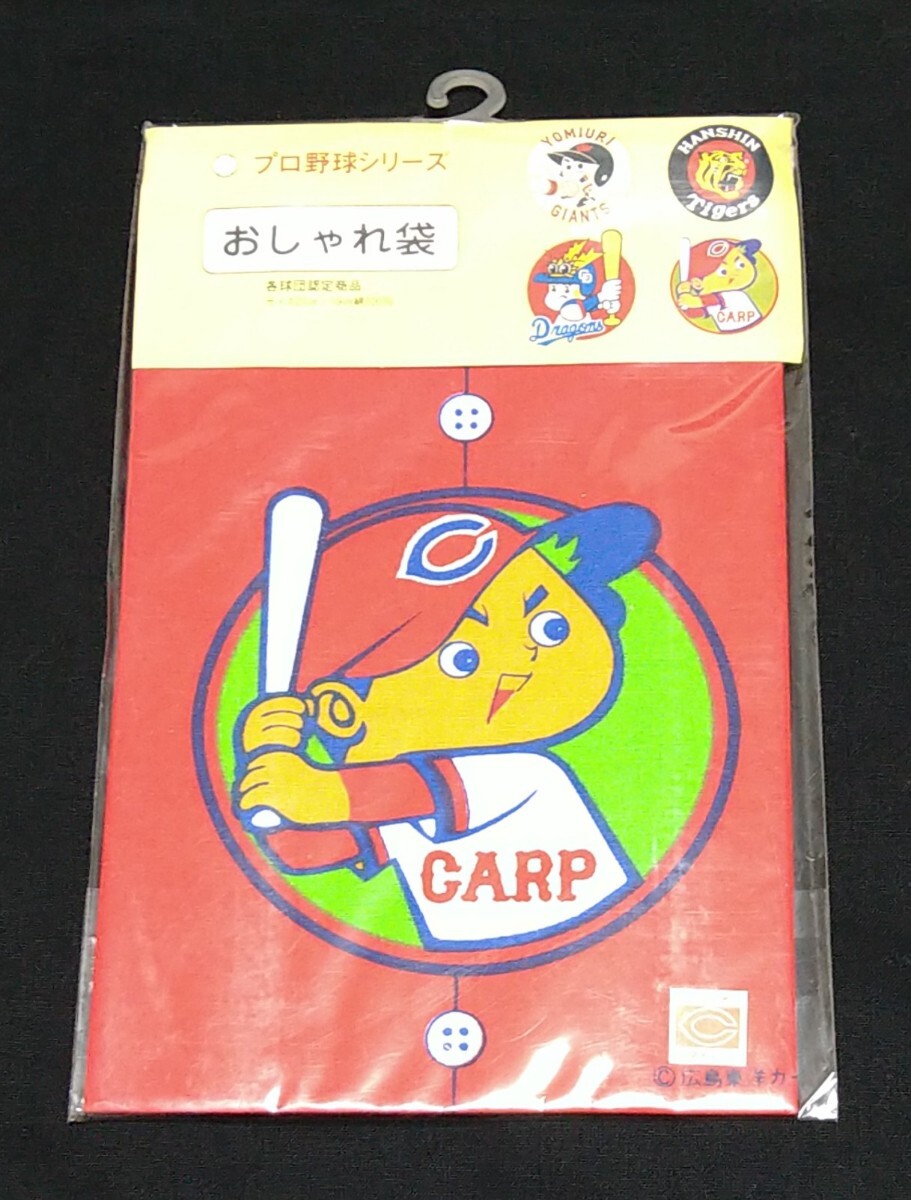 プロ野球シリーズ
おしゃれ袋
各球団認定商品
YOMIURI
GIANTS
HANSHIN
Tigers
Dragons
C
CARP
C
CARP
C
©広島東洋カー